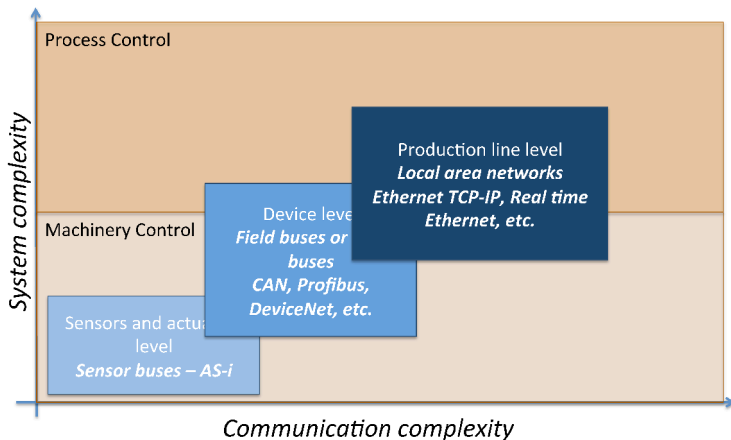 Process Control
Production line level
Local area networks
Ethernet TCP-IP, Real time
Ethernet, etc.
Machinery Control
Device leve
Field buses or
buses
CAN, Profibus,
DeviceNet, etc.
Sensors and actu
level
Sensor buses – AS-i
System complexity
Communication complexity